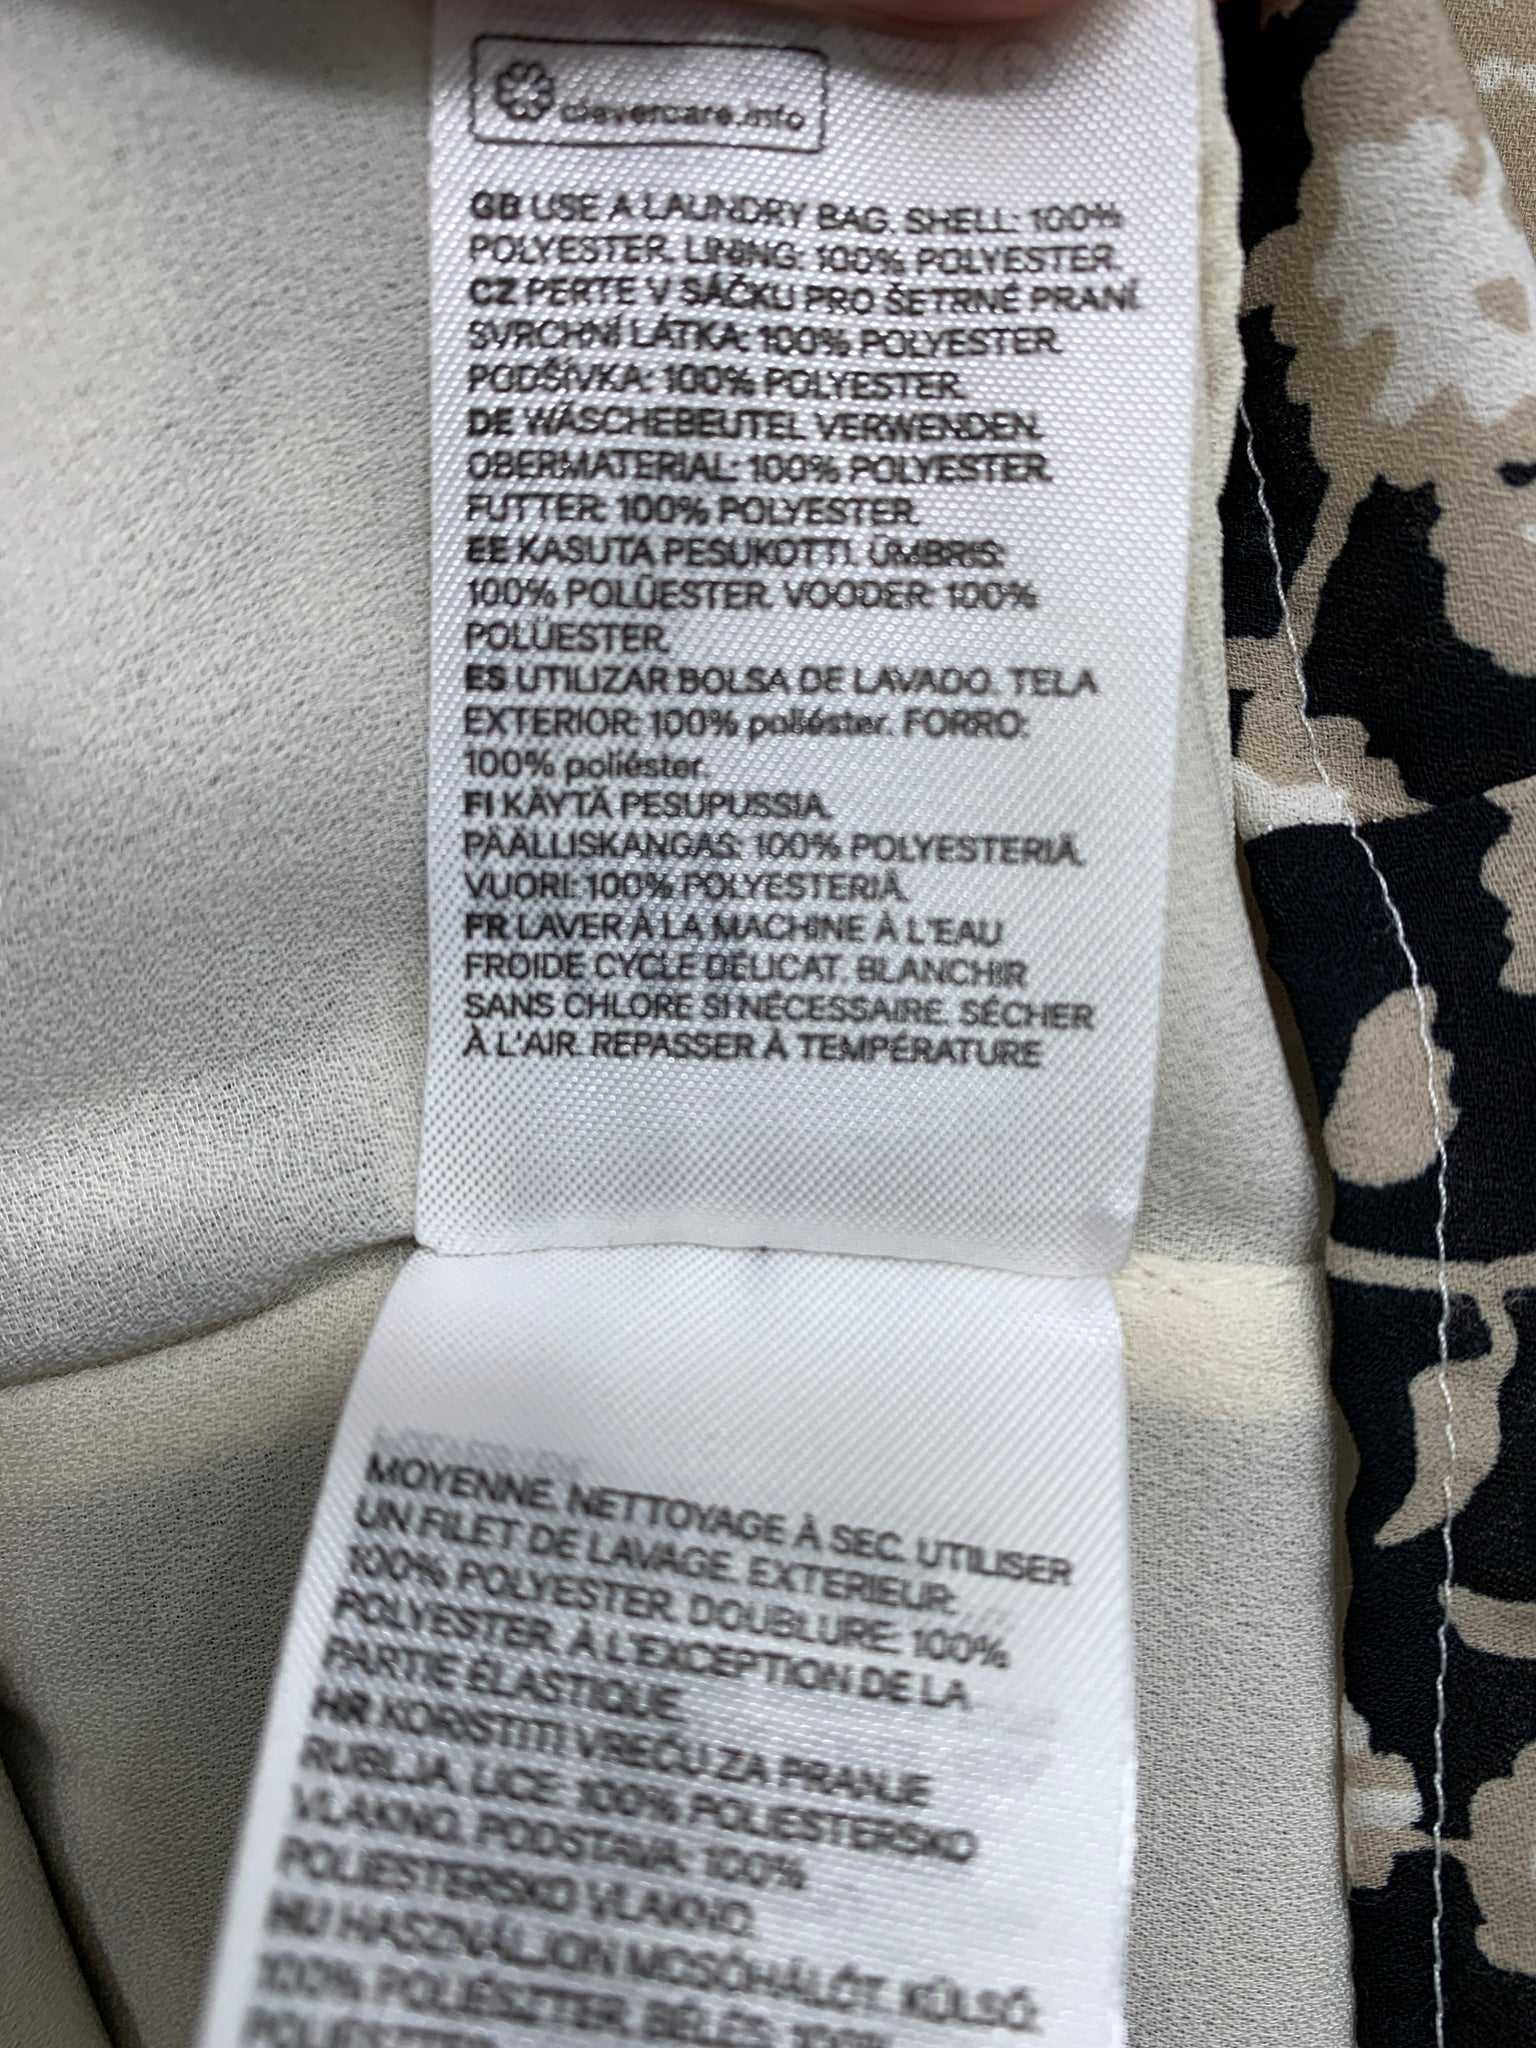 clevercare.info
GB USE A LAUNDRY BAG. SHELL: 100%
POLYESTER. LINING: 100% POLYESTER.
CZ PERTE V SÁČKU PRO ŠETRNÉ PRANÍ.
SVRCHNÍ LÁTKA: 100% POLYESTER.
PODŠÍVKA: 100% POLYESTER.
DE WÄSCHEBEUTEL VERWENDEN.
OBERMATERIAL: 100% POLYESTER.
FUTTER: 100% POLYESTER.
EE KASUTA PESUKOTTI. ÜMBRIS:
100% POLÜESTER. VOODER: 100%
POLÜESTER.
ES UTILIZAR BOLSA DE LAVADO. TELA
EXTERIOR: 100% poliéster. FORRO:
100% poliéster.
FI KÄYTÄ PESUPUSSIA.
PÄÄLLISKANGAS: 100% POLYESTERIÄ.
VUORI: 100% POLYESTERIÄ.
FR LAVER À LA MACHINE À L'EAU
FROIDE CYCLE DÉLICAT. BLANCHIR
SANS CHLORE SI NÉCESSAIRE. SÉCHER
À L'AIR. REPASSER À TEMPÉRATURE
MOYENNE. NETTOYAGE À SEC. UTILISER
UN FILET DE LAVAGE. EXTERIEUR:
100% POLYESTER. DOUBLURE: 100%
POLYESTER. À L'EXCEPTION DE LA
PARTIE ÉLASTIQUE
HR KORISTITI VREĆU ZA PRANJE
RUBLJA. LICE: 100% POLIESTERSKO
VLAKNO. PODSTAVA: 100%
POLIESTERSKO VLAKNO.
HU HASZNÁLJON MOSÓHÁLÓT. KÜLSŐ:
100% POLIÉSZTER. BÉLÉS: 100%